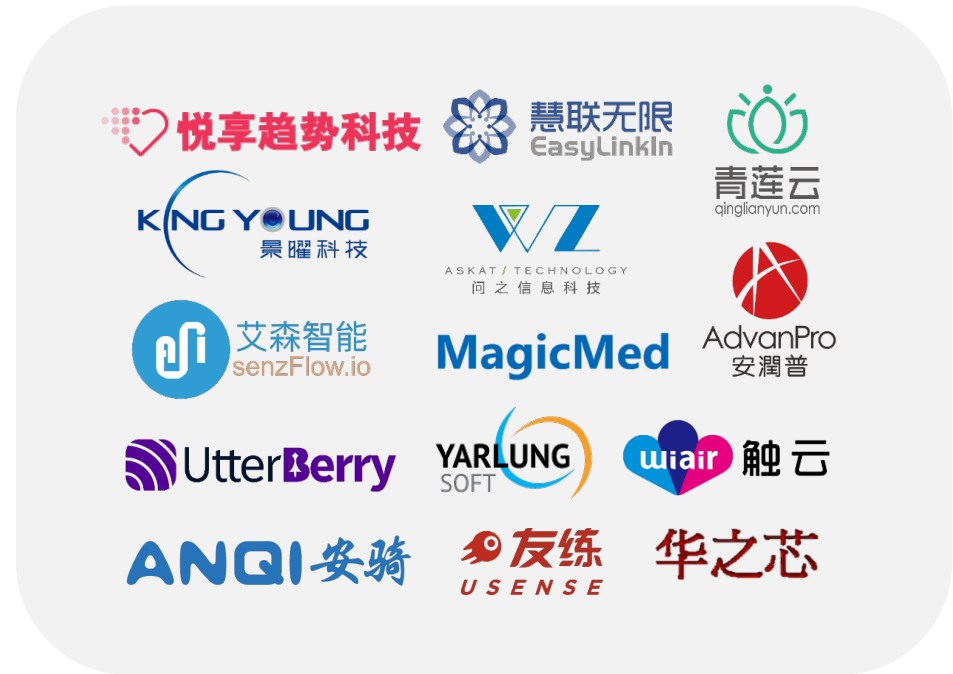 悦享趋势科技
慧联无限
EasyLinkIn
青莲云
qinglianyun.com
KING YOUNG
景曜科技
WZ
ASKAT / TECHNOLOGY
问之信息科技
AdvanPro
安潤普
艾森智能
senzFlow.io
MagicMed
UtterBerry
YARLUNG
SOFT
wiair 触云
ANQI 安骑
友练
USENSE
华之芯